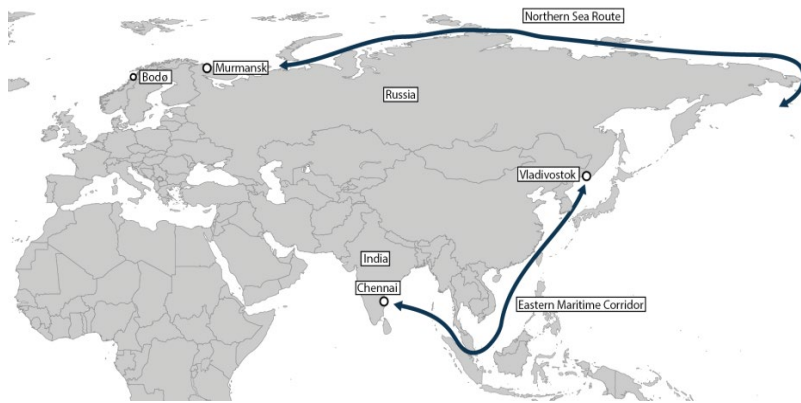 Northern Sea Route
Murmansk
Bodø
Russia
Vladivostok
India
Chennai
Eastern Maritime Corridor